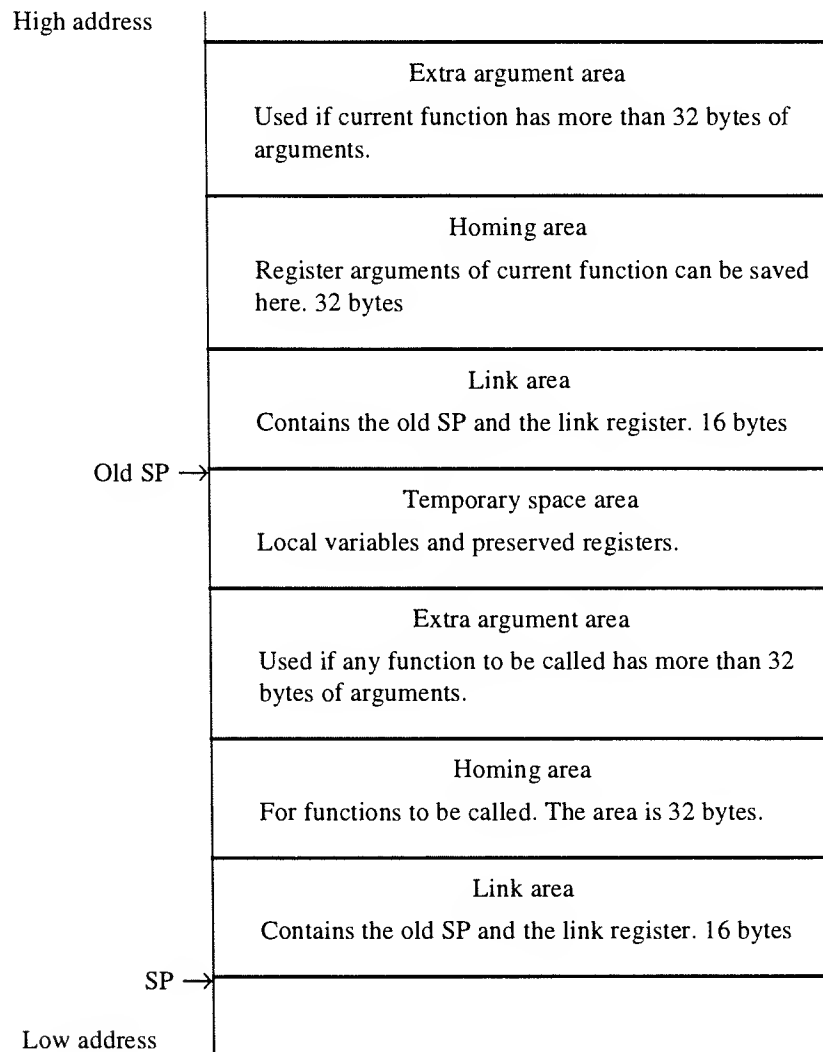 High address
Extra argument area
Used if current function has more than 32 bytes of
arguments.
Homing area
Register arguments of current function can be saved
here. 32 bytes
Link area
Contains the old SP and the link register. 16 bytes
Old SP →
Temporary space area
Local variables and preserved registers.
Extra argument area
Used if any function to be called has more than 32
bytes of arguments.
Homing area
For functions to be called. The area is 32 bytes.
Link area
Contains the old SP and the link register. 16 bytes
SP →
Low address